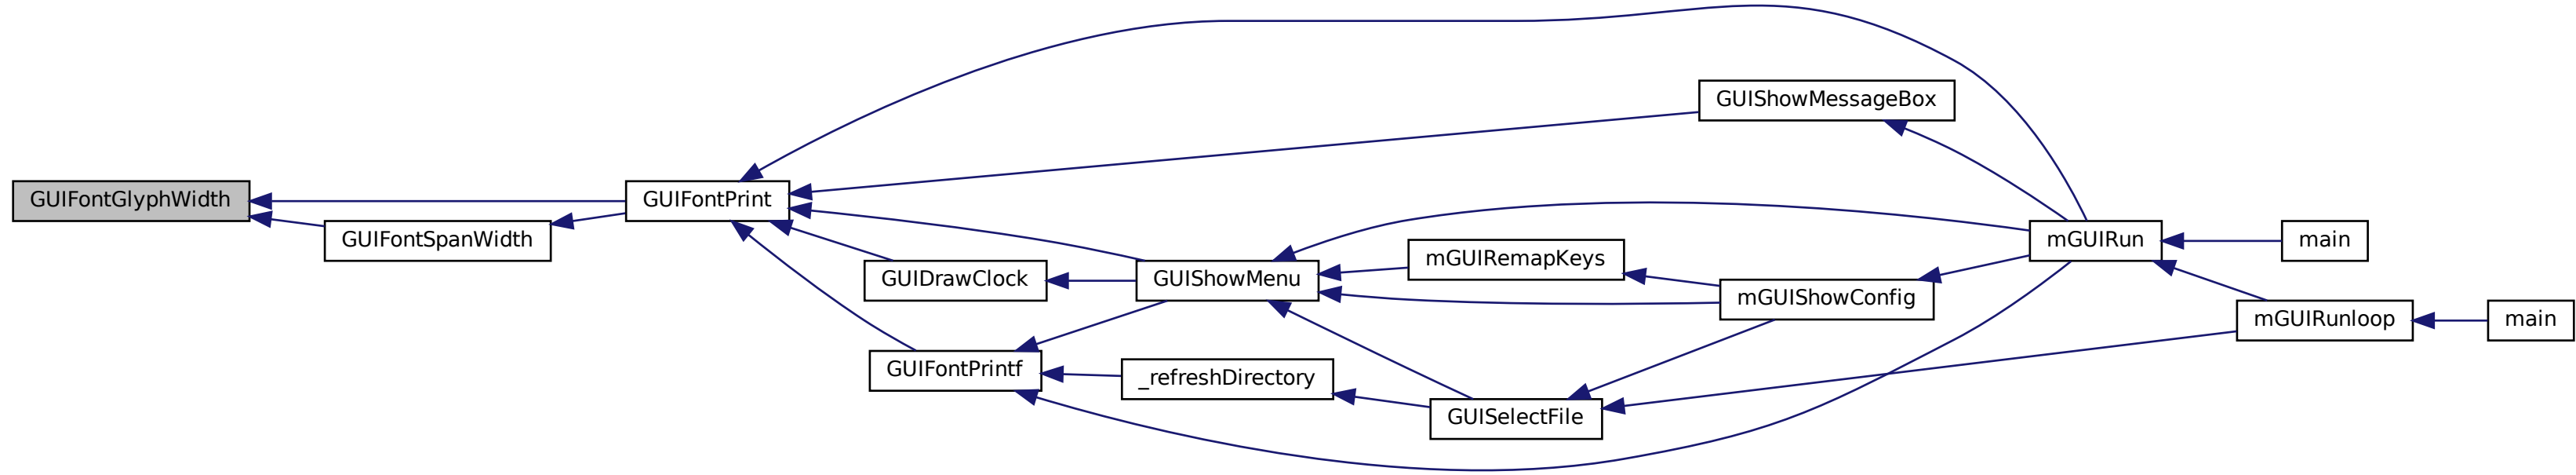 GUIFontGlyphWidth
GUIFontSpanWidth
GUIFontPrint
GUIDrawClock
GUIFontPrintf
GUIShowMenu
_refreshDirectory
mGUIRemapKeys
GUISelectFile
GUIShowMessageBox
mGUIShowConfig
mGUIRun
main
mGUIRunloop
main